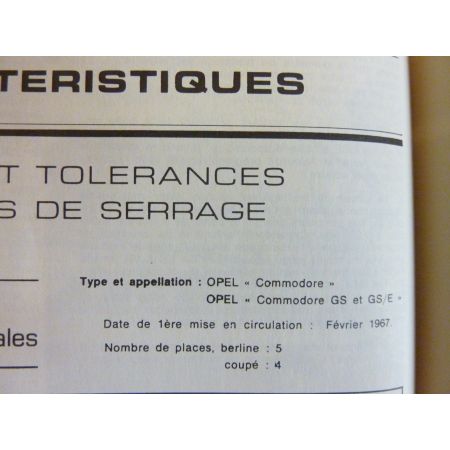 TERISTIQUES
T TOLERANCES
S DE SERRAGE
Type et appellation : OPEL « Commodore »
OPEL « Commodore GS et GS/E »
Date de 1ère mise en circulation : Février 1967.
ales
Nombre de places, berline : 5
coupé : 4